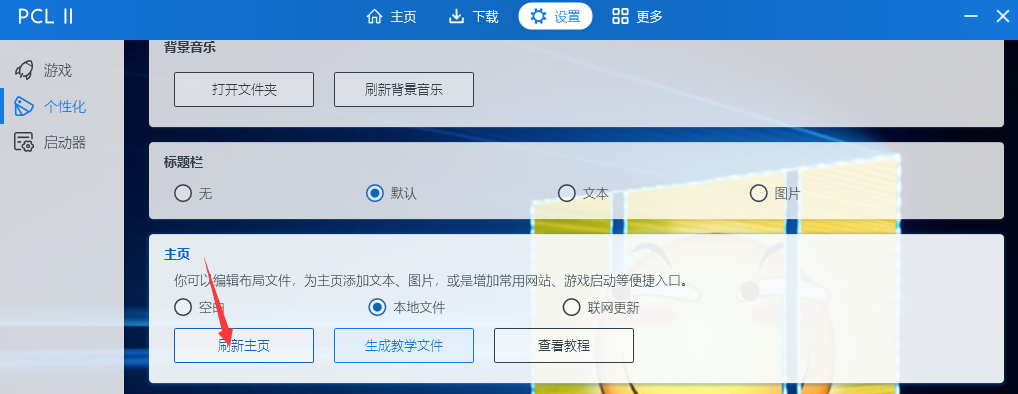 PCL II 主页 下载 设置 更多
游戏
个性化
启动器
背景音乐
打开文件夹 刷新背景音乐
标题栏
无 默认 文本 图片
主页
你可以编辑布局文件，为主页添加文本、图片，或是增加常用网站、游戏启动等便捷入口。
空白 本地文件 联网更新
刷新主页 生成教学文件 查看教程